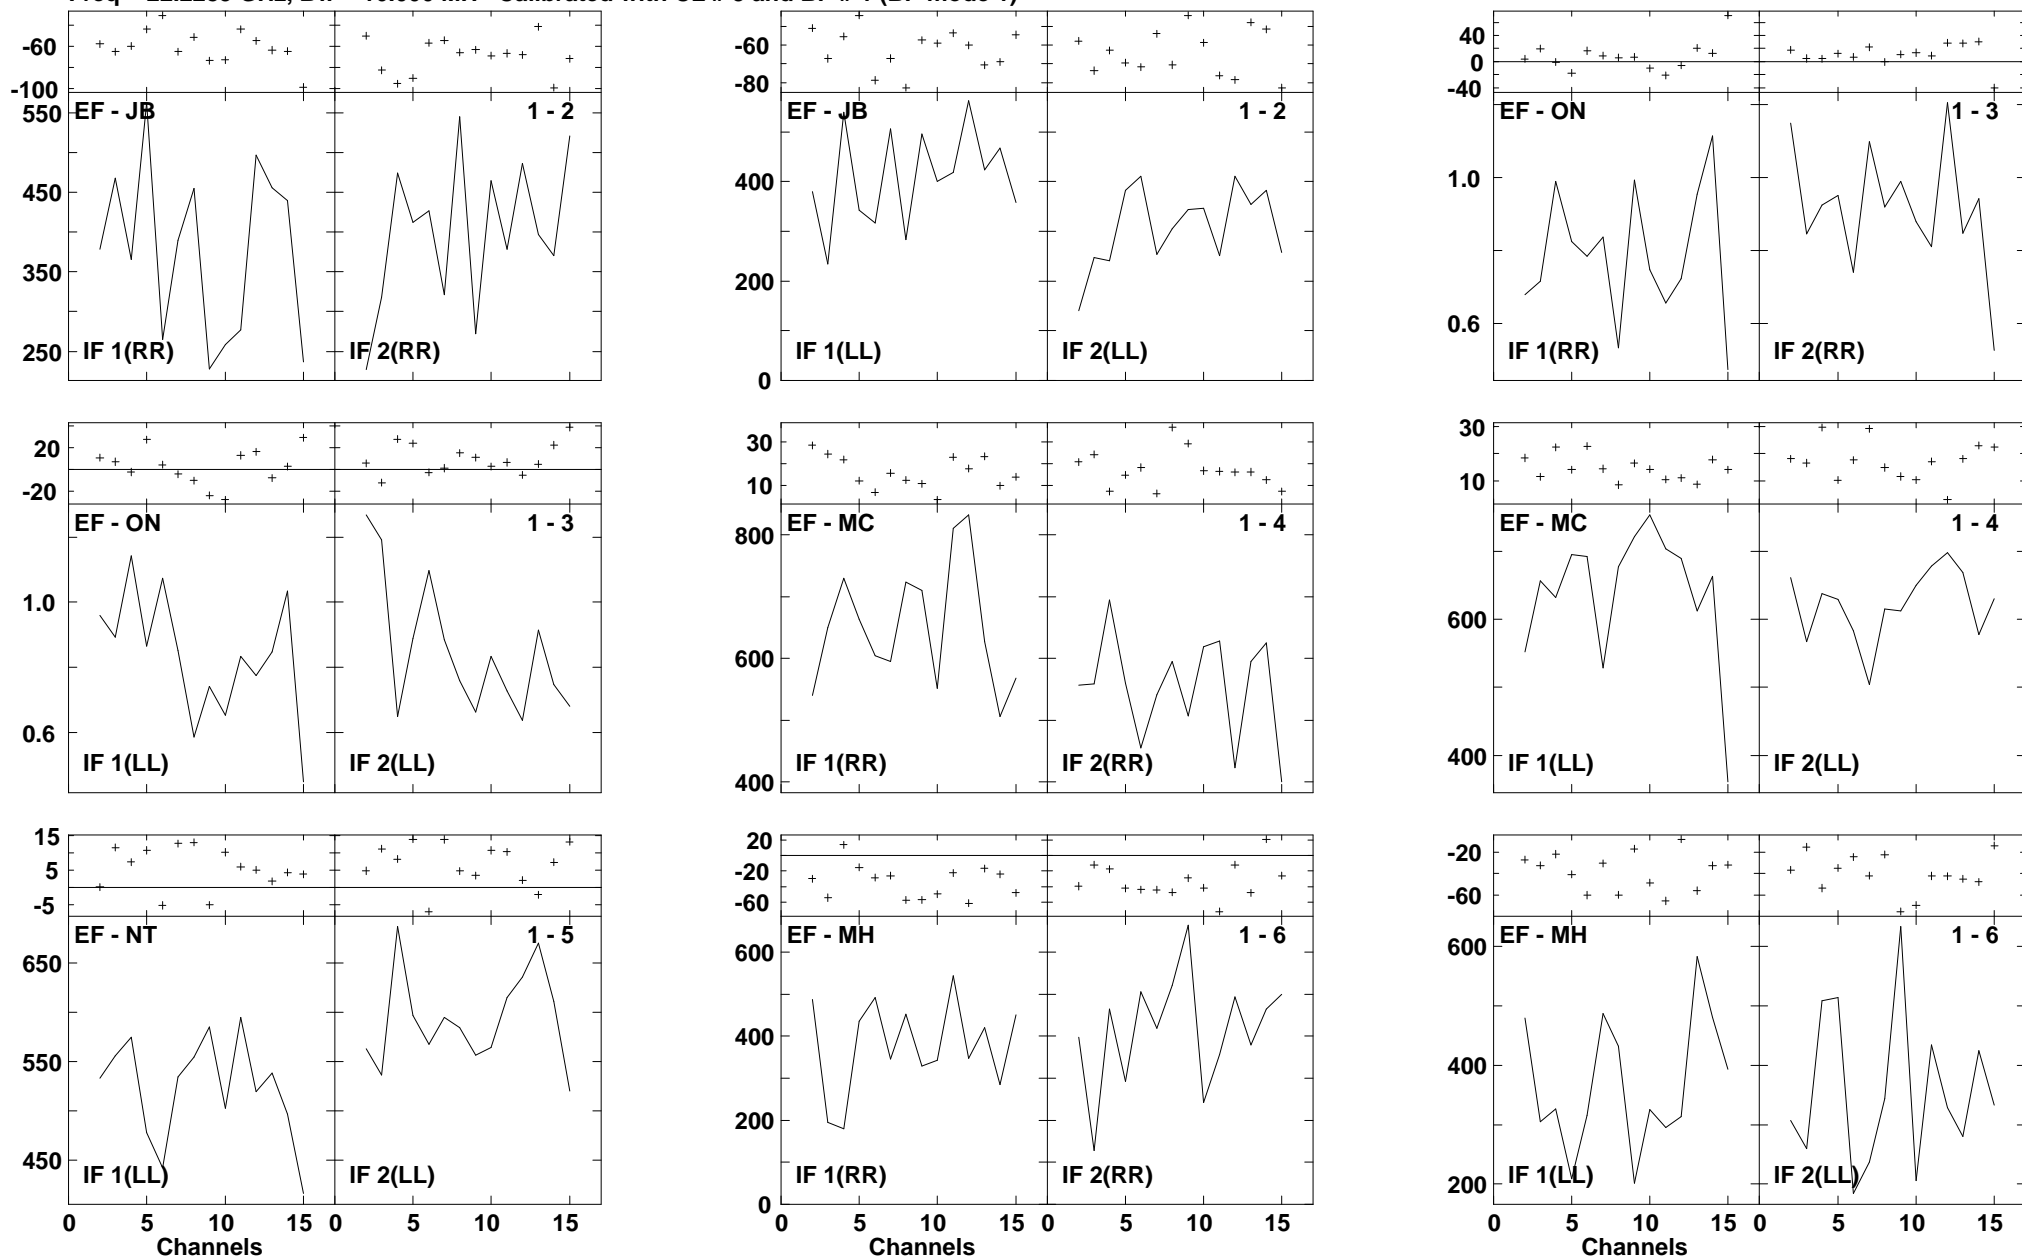 -60
-100
550
450
350
250
EF - JB 1 - 2
IF 1(RR) IF 2(RR)
-60
-80
400
200
0
EF - JB 1 - 2
IF 1(LL) IF 2(LL)
40
0
-40
1.0
0.6
EF - ON 1 - 3
IF 1(RR) IF 2(RR)
20
-20
1.0
0.6
EF - ON 1 - 3
IF 1(LL) IF 2(LL)
30
10
800
600
400
EF - MC 1 - 4
IF 1(RR) IF 2(RR)
30
10
600
400
EF - MC 1 - 4
IF 1(LL) IF 2(LL)
15
5
-5
650
550
450
EF - NT 1 - 5
IF 1(LL) IF 2(LL)
0 5 10 15 0 5 10 15
Channels
20
-20
-60
600
400
200
0
EF - MH 1 - 6
IF 1(RR) IF 2(RR)
0 5 10 15 0 5 10 15
Channels
-20
-60
600
400
200
EF - MH 1 - 6
IF 1(LL) IF 2(LL)
0 5 10 15 0 5 10 15
Channels